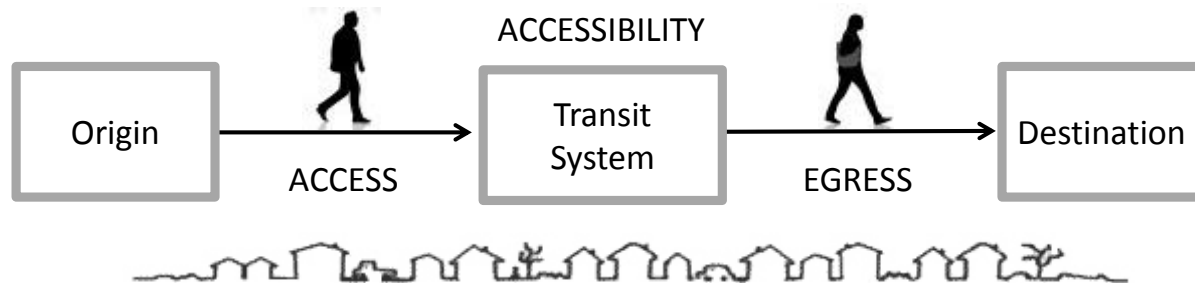 ACCESSIBILITY
Origin
Transit
System
Destination
ACCESS
EGRESS